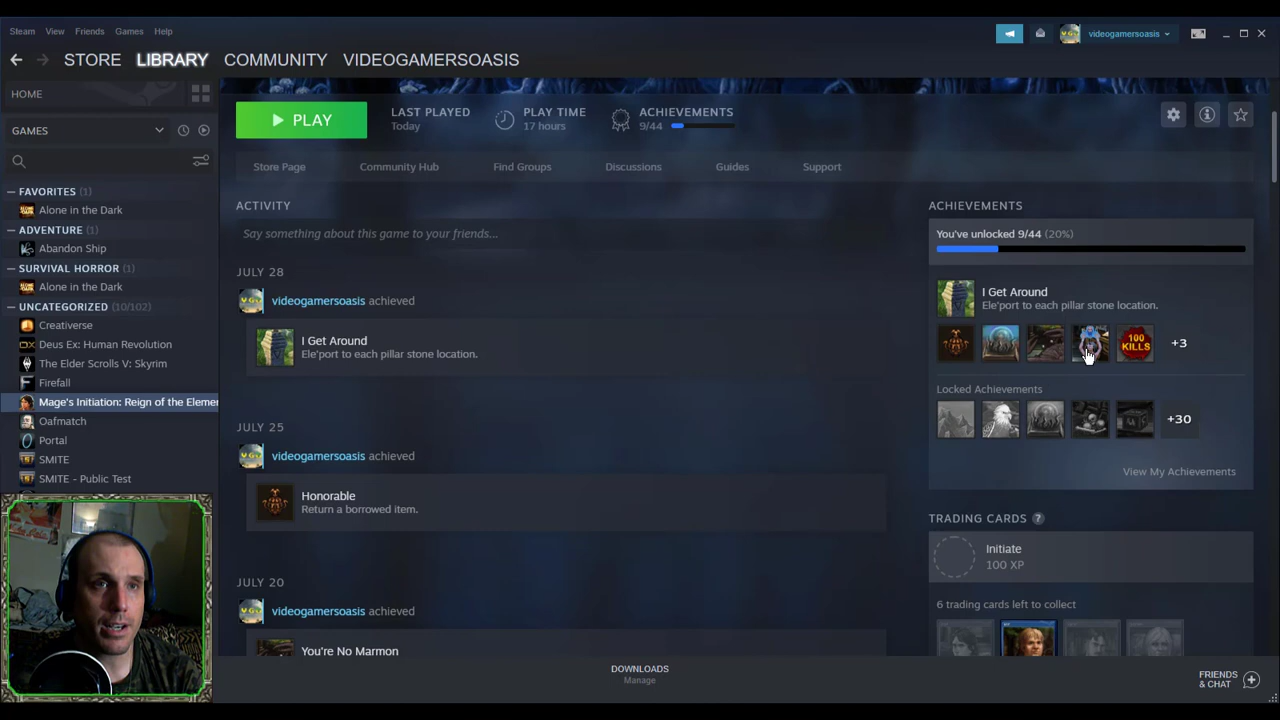 Steam View Friends Games Help
videogamersoasis
STORE LIBRARY COMMUNITY VIDEOGAMERSOASIS
HOME
GAMES
FAVORITES (1)
Alone in the Dark
ADVENTURE (1)
Abandon Ship
SURVIVAL HORROR (1)
Alone in the Dark
UNCATEGORIZED (10/102)
Creativerse
Deus Ex: Human Revolution
The Elder Scrolls V: Skyrim
Firefall
Mage's Initiation: Reign of the Elemen
Oafmatch
Portal
SMITE
SMITE - Public Test
PLAY
LAST PLAYED
Today
PLAY TIME
17 hours
ACHIEVEMENTS
9/44
Store Page Community Hub Find Groups Discussions Guides Support
ACTIVITY
Say something about this game to your friends...
JULY 28
videogamersoasis achieved
I Get Around
Ele'port to each pillar stone location.
JULY 25
videogamersoasis achieved
Honorable
Return a borrowed item.
JULY 20
videogamersoasis achieved
You're No Marmon
ACHIEVEMENTS
You've unlocked 9/44 (20%)
I Get Around
Ele'port to each pillar stone location.
100
KILLS
+3
Locked Achievements
+30
View My Achievements
TRADING CARDS ?
Initiate
100 XP
6 trading cards left to collect
DOWNLOADS
Manage
FRIENDS
& CHAT